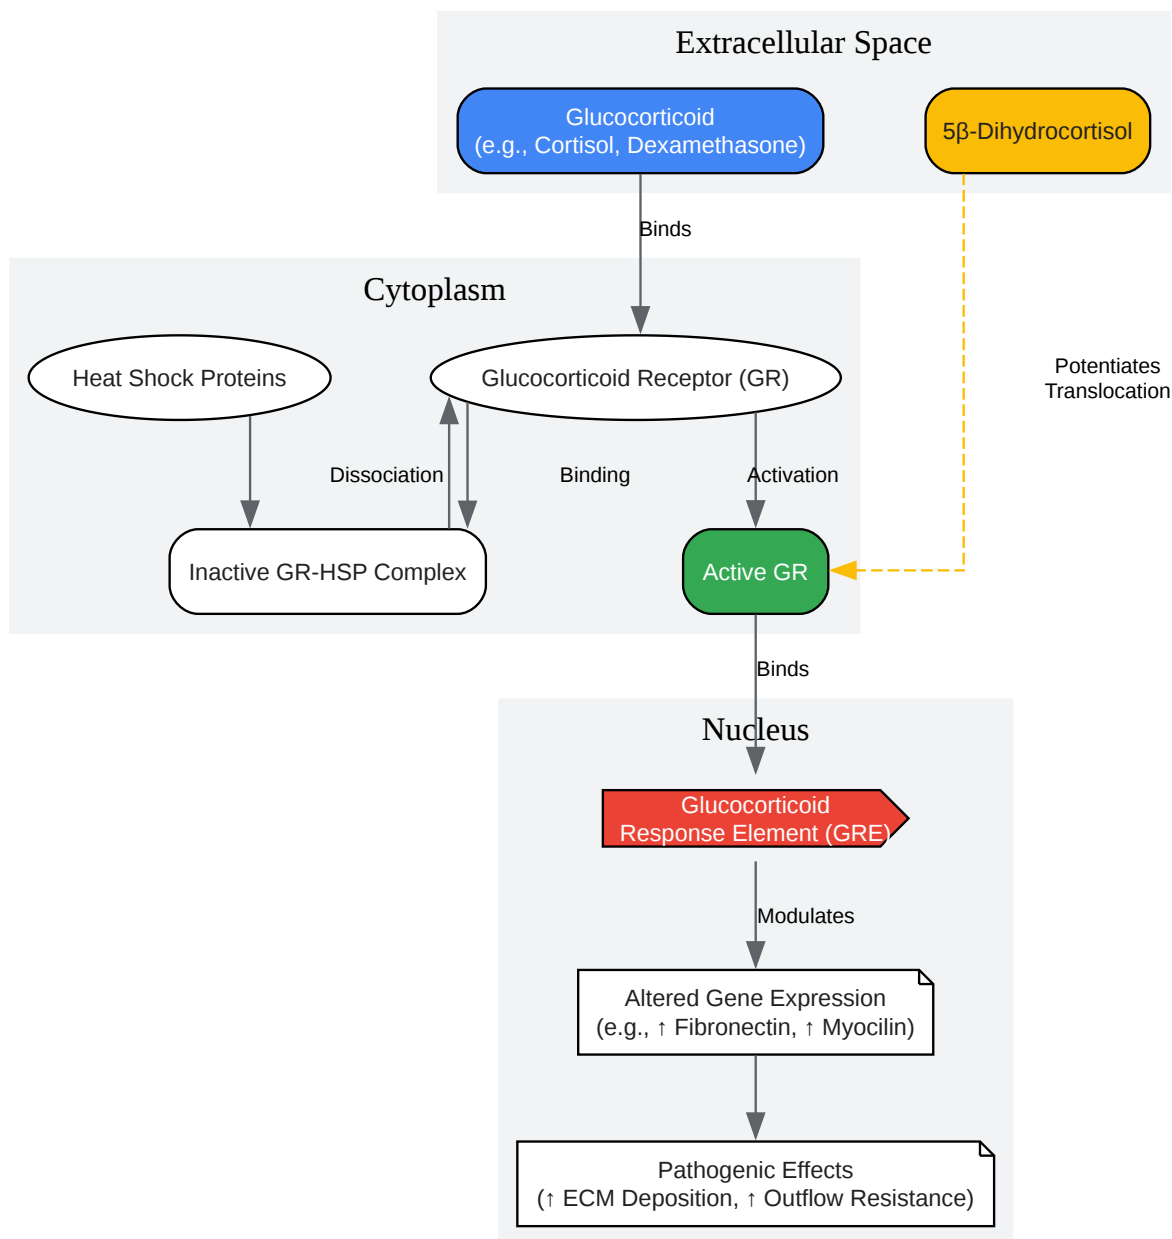 Extracellular Space
Glucocorticoid
(e.g., Cortisol, Dexamethasone)
5β-Dihydrocortisol
Binds
Cytoplasm
Heat Shock Proteins
Glucocorticoid Receptor (GR)
Potentiates
Translocation
Dissociation
Binding
Activation
Inactive GR-HSP Complex
Active GR
Binds
Nucleus
Glucocorticoid
Response Element (GRE)
Modulates
Altered Gene Expression
(e.g., ↑ Fibronectin, ↑ Myocilin)
Pathogenic Effects
(↑ ECM Deposition, ↑ Outflow Resistance)